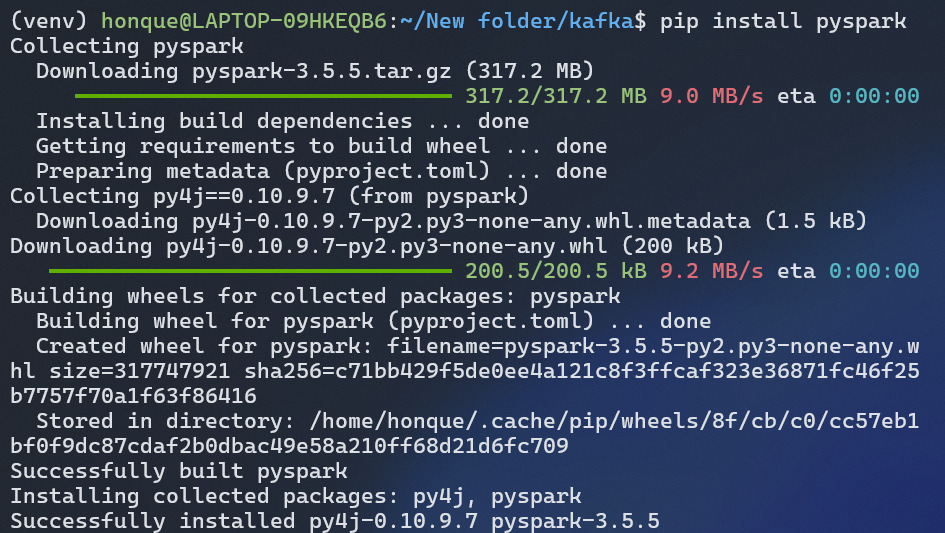 (venv) honque@LAPTOP-09HKEQB6:~/New folder/kafka$ pip install pyspark
Collecting pyspark
  Downloading pyspark-3.5.5.tar.gz (317.2 MB)
     317.2/317.2 MB 9.0 MB/s eta 0:00:00
  Installing build dependencies ... done
  Getting requirements to build wheel ... done
  Preparing metadata (pyproject.toml) ... done
Collecting py4j==0.10.9.7 (from pyspark)
  Downloading py4j-0.10.9.7-py2.py3-none-any.whl.metadata (1.5 kB)
Downloading py4j-0.10.9.7-py2.py3-none-any.whl (200 kB)
   200.5/200.5 kB 9.2 MB/s eta 0:00:00
Building wheels for collected packages: pyspark
  Building wheel for pyspark (pyproject.toml) ... done
  Created wheel for pyspark: filename=pyspark-3.5.5-py2.py3-none-any.w
hl size=317747921 sha256=c71bb429f5de0ee4a121c8f3ffcaf323e36871fc46f25
b7757f70a1f63f86416
  Stored in directory: /home/honque/.cache/pip/wheels/8f/cb/c0/cc57eb1
bf0f9dc87cdaf2b0dbac49e58a210ff68d21d6fc709
Successfully built pyspark
Installing collected packages: py4j, pyspark
Successfully installed py4j-0.10.9.7 pyspark-3.5.5